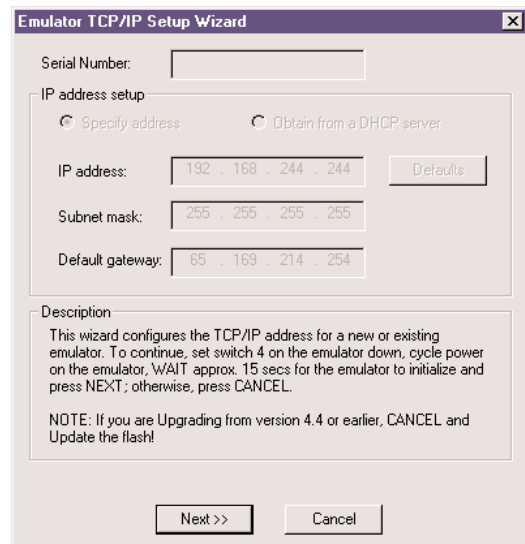 Emulator TCP/IP Setup Wizard
Serial Number:
IP address setup
Specify address Obtain from a DHCP server
IP address: 192 . 168 . 244 . 244 Defaults
Subnet mask: 255 . 255 . 255 . 255
Default gateway: 65 . 169 . 214 . 254
Description
This wizard configures the TCP/IP address for a new or existing
emulator. To continue, set switch 4 on the emulator down, cycle power
on the emulator, WAIT approx. 15 secs for the emulator to initialize and
press NEXT; otherwise, press CANCEL.
NOTE: If you are Upgrading from version 4.4 or earlier, CANCEL and
Update the flash!
Next >> Cancel